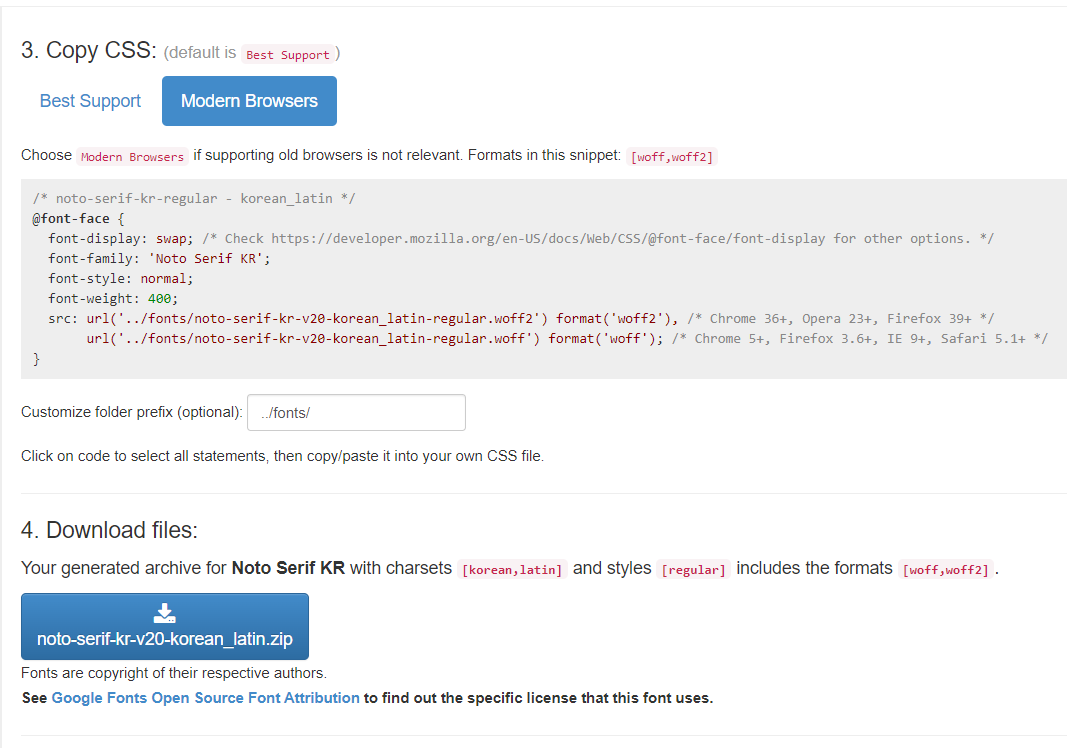 3. Copy CSS: (default is Best Support )
Best Support
Modern Browsers
Choose Modern Browsers if supporting old browsers is not relevant. Formats in this snippet: [woff,woff2]
/* noto-serif-kr-regular - korean_latin */
@font-face {
  font-display: swap; /* Check https://developer.mozilla.org/en-US/docs/Web/CSS/@font-face/font-display for other options. */
  font-family: 'Noto Serif KR';
  font-style: normal;
  font-weight: 400;
  src: url('../fonts/noto-serif-kr-v20-korean_latin-regular.woff2') format('woff2'), /* Chrome 36+, Opera 23+, Firefox 39+ */
       url('../fonts/noto-serif-kr-v20-korean_latin-regular.woff') format('woff'); /* Chrome 5+, Firefox 3.6+, IE 9+, Safari 5.1+ */
}
Customize folder prefix (optional): ../fonts/
Click on code to select all statements, then copy/paste it into your own CSS file.
4. Download files:
Your generated archive for Noto Serif KR with charsets [korean,latin] and styles [regular] includes the formats [woff,woff2] .
noto-serif-kr-v20-korean_latin.zip
Fonts are copyright of their respective authors.
See Google Fonts Open Source Font Attribution to find out the specific license that this font uses.